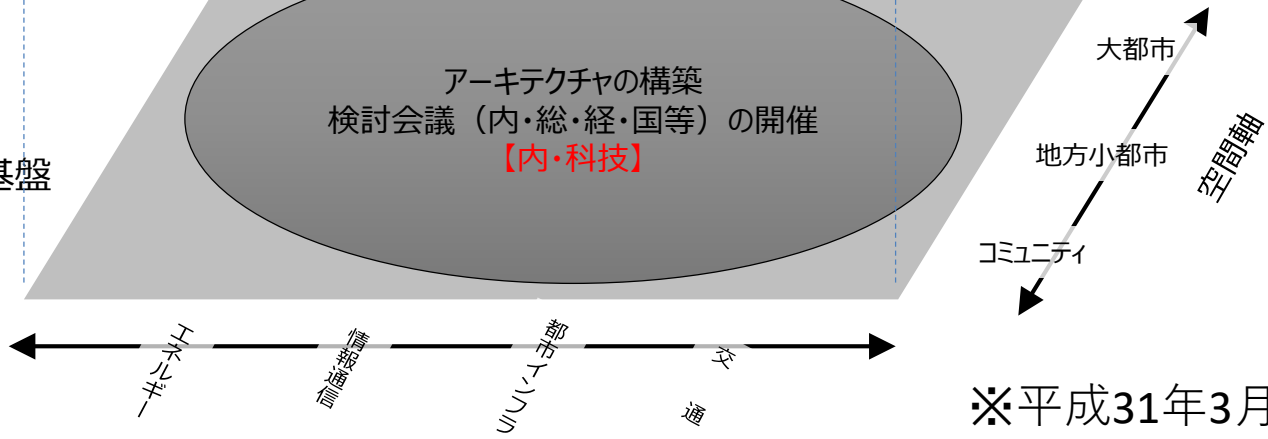 アーキテクチャの構築
検討会議（内・総・経・国等）の開催
【内・科技】
基盤
大都市
地方小都市
コミュニティ
空間軸
エネルギー
情報通信
都市インフラ
交通
※平成31年3月